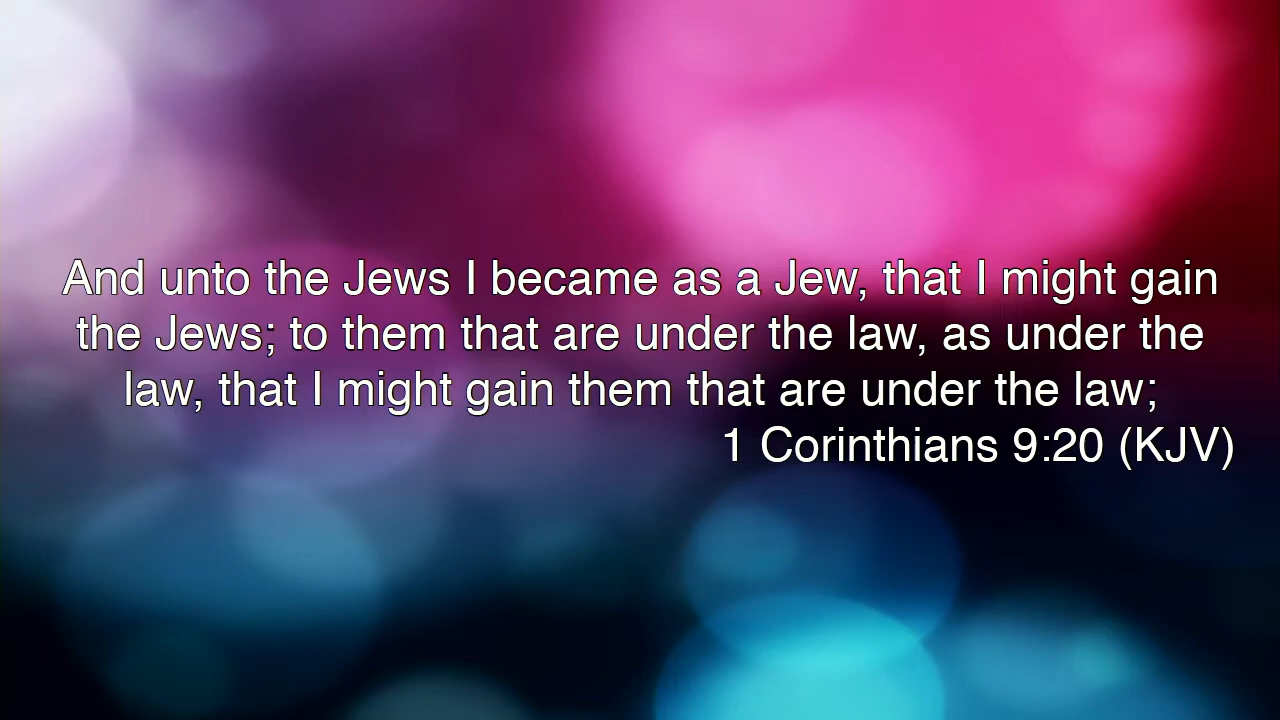 And unto the Jews I became as a Jew, that I might gain
the Jews; to them that are under the law, as under the
law, that I might gain them that are under the law;
1 Corinthians 9:20 (KJV)